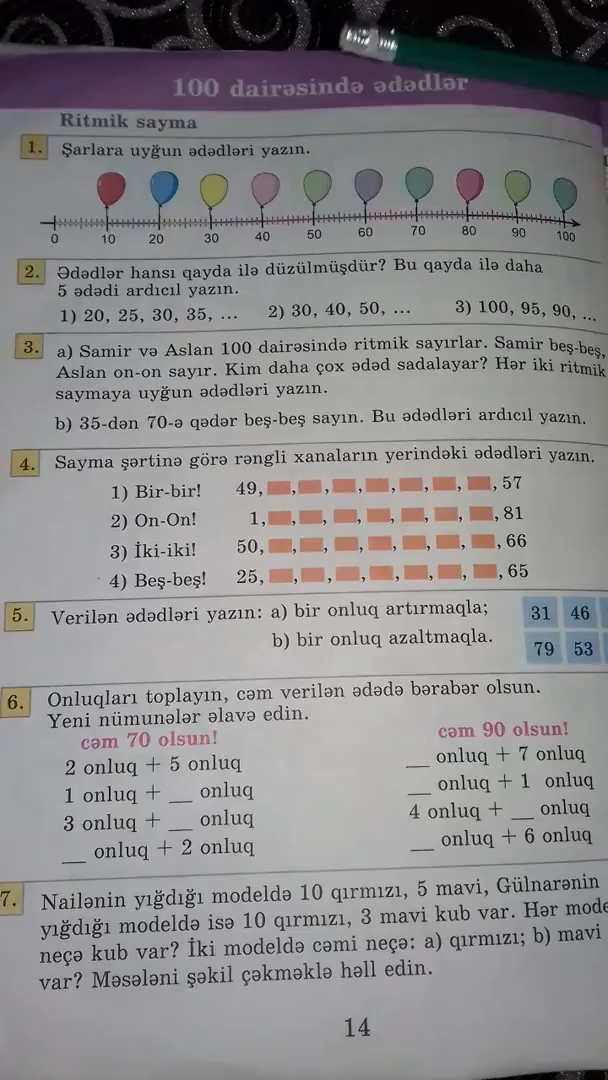 100 dairəsində ədədlər
Ritmik sayma
1. Şarlara uyğun ədədləri yazın.
0 10 20 30 40 50 60 70 80 90 100
2. Ədədlər hansı qayda ilə düzülmüşdür? Bu qayda ilə daha
5 ədədi ardıcıl yazın.
1) 20, 25, 30, 35, ... 2) 30, 40, 50, ... 3) 100, 95, 90, ...
3. a) Samir və Aslan 100 dairəsində ritmik sayırlar. Samir beş-beş,
Aslan on-on sayır. Kim daha çox ədəd sadalayar? Hər iki ritmik
saymaya uyğun ədədləri yazın.
b) 35-dən 70-ə qədər beş-beş sayın. Bu ədədləri ardıcıl yazın.
4. Sayma şərtinə görə rəngli xanaların yerindəki ədədləri yazın.
1) Bir-bir! 49, , , , , , , , 57
2) On-On! 1, , , , , , , , 81
3) İki-iki! 50, , , , , , , , 66
4) Beş-beş! 25, , , , , , , , 65
5. Verilən ədədləri yazın: a) bir onluq artırmaqla; 31 46
b) bir onluq azaltmaqla. 79 53
6. Onluqları toplayın, cəm verilən ədədə bərabər olsun.
Yeni nümunələr əlavə edin.
cəm 70 olsun! cəm 90 olsun!
2 onluq + 5 onluq __ onluq + 7 onluq
1 onluq + __ onluq __ onluq + 1 onluq
3 onluq + __ onluq 4 onluq + __ onluq
__ onluq + 2 onluq __ onluq + 6 onluq
7. Nailənin yığdığı modeldə 10 qırmızı, 5 mavi, Gülnarənin
yığdığı modeldə isə 10 qırmızı, 3 mavi kub var. Hər mode
neçə kub var? İki modeldə cəmi neçə: a) qırmızı; b) mavi
var? Məsələni şəkil çəkməklə həll edin.
14